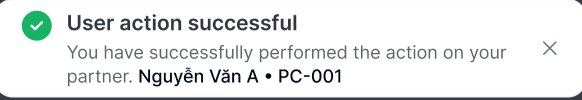 User action successful
You have successfully performed the action on your
partner. Nguyễn Văn A • PC-001